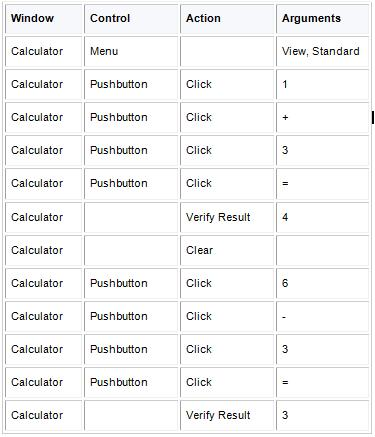 Window Control Action Arguments
Calculator Menu View, Standard
Calculator Pushbutton Click 1
Calculator Pushbutton Click +
Calculator Pushbutton Click 3
Calculator Pushbutton Click =
Calculator Verify Result 4
Calculator Clear
Calculator Pushbutton Click 6
Calculator Pushbutton Click -
Calculator Pushbutton Click 3
Calculator Pushbutton Click =
Calculator Verify Result 3